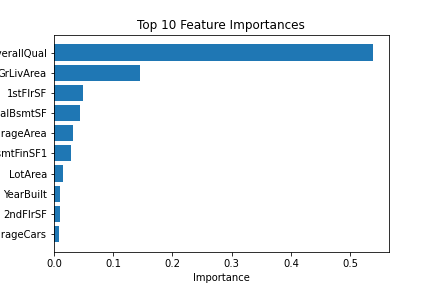 Top 10 Feature Importances
verallQual
GrLivArea
1stFlrSF
alBsmtSF
rageArea
smtFinSF1
LotArea
YearBuilt
2ndFlrSF
rageCars
0.0 0.1 0.2 0.3 0.4 0.5
Importance